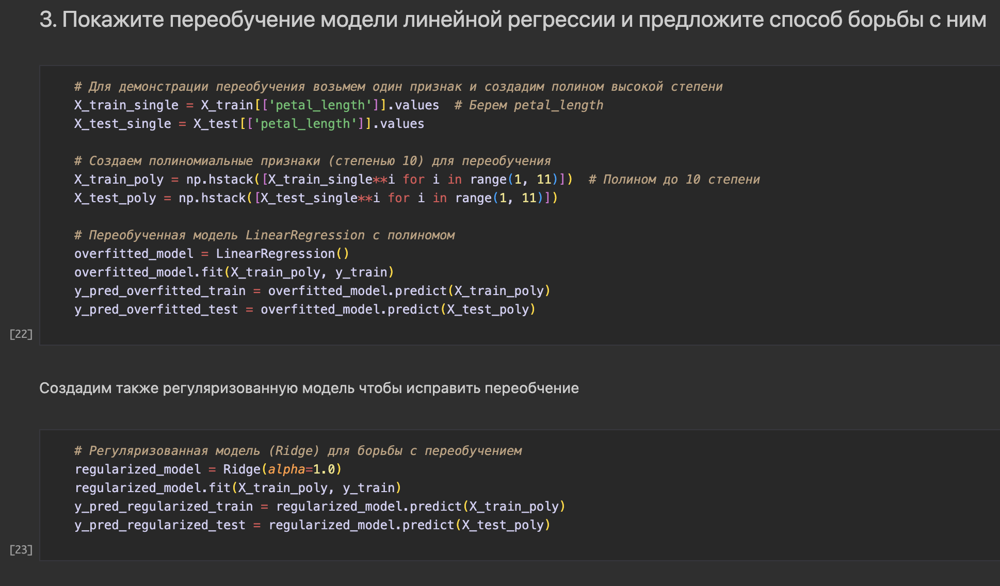 3. Покажите переобучение модели линейной регрессии и предложите способ борьбы с ним
# Для демонстрации переобучения возьмем один признак и создадим полином высокой степени
X_train_single = X_train[['petal_length']].values  # Берем petal_length
X_test_single = X_test[['petal_length']].values
# Создаем полиномиальные признаки (степенью 10) для переобучения
X_train_poly = np.hstack([X_train_single**i for i in range(1, 11)])  # Полином до 10 степени
X_test_poly = np.hstack([X_test_single**i for i in range(1, 11)])
# Переобученная модель LinearRegression с полиномом
overfitted_model = LinearRegression()
overfitted_model.fit(X_train_poly, y_train)
y_pred_overfitted_train = overfitted_model.predict(X_train_poly)
y_pred_overfitted_test = overfitted_model.predict(X_test_poly)
[22]
Создадим также регуляризованную модель чтобы исправить переобчение
# Регуляризованная модель (Ridge) для борьбы с переобучением
regularized_model = Ridge(alpha=1.0)
regularized_model.fit(X_train_poly, y_train)
y_pred_regularized_train = regularized_model.predict(X_train_poly)
y_pred_regularized_test = regularized_model.predict(X_test_poly)
[23]